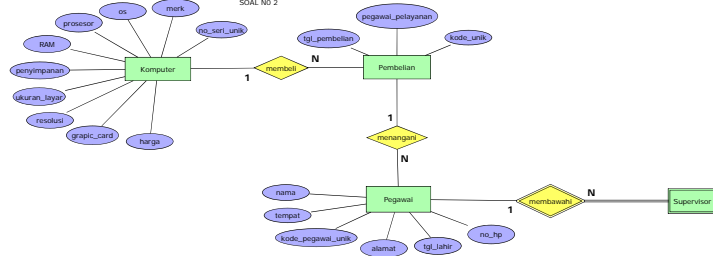 SOAL NO 2
os
merk
prosesor
no_seri_unik
RAM
penyimpanan
ukuran_layar
resolusi
grapic_card
harga
Komputer
1
membeli
N
pegawai_pelayanan
tgl_pembelian
kode_unik
Pembelian
1
menangani
N
nama
tempat
kode_pegawai_unik
alamat
tgl_lahir
no_hp
Pegawai
1
membawahi
N
Supervisor